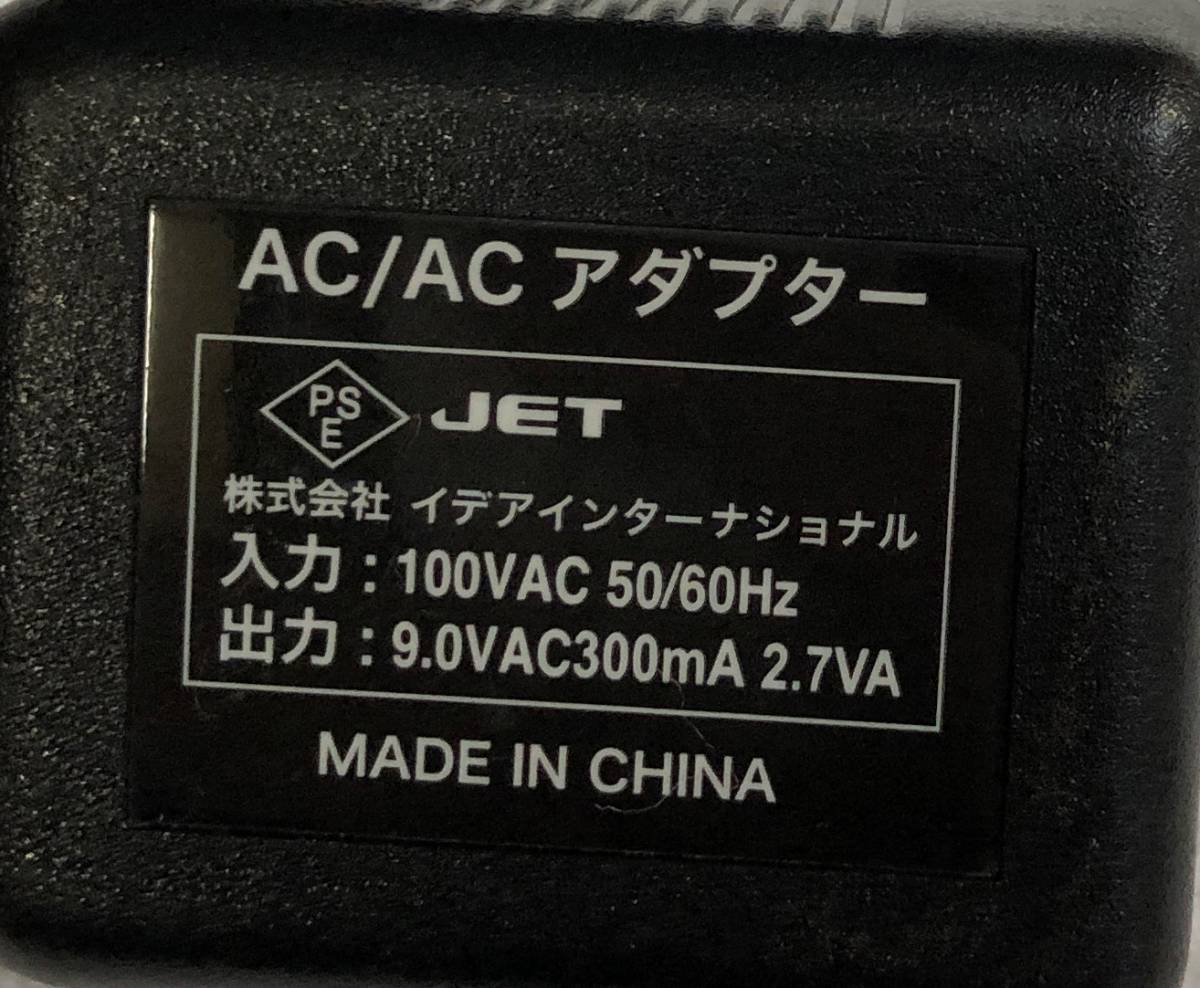 AC/AC アダプター
PS
E
JET
株式会社 イデアインターナショナル
入力 : 100VAC 50/60Hz
出力 : 9.0VAC300mA 2.7VA
MADE IN CHINA